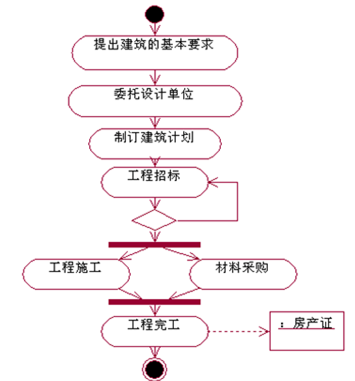 提出建筑的基本要求
委托设计单位
制订建筑计划
工程招标
工程施工
材料采购
工程完工
：房产证